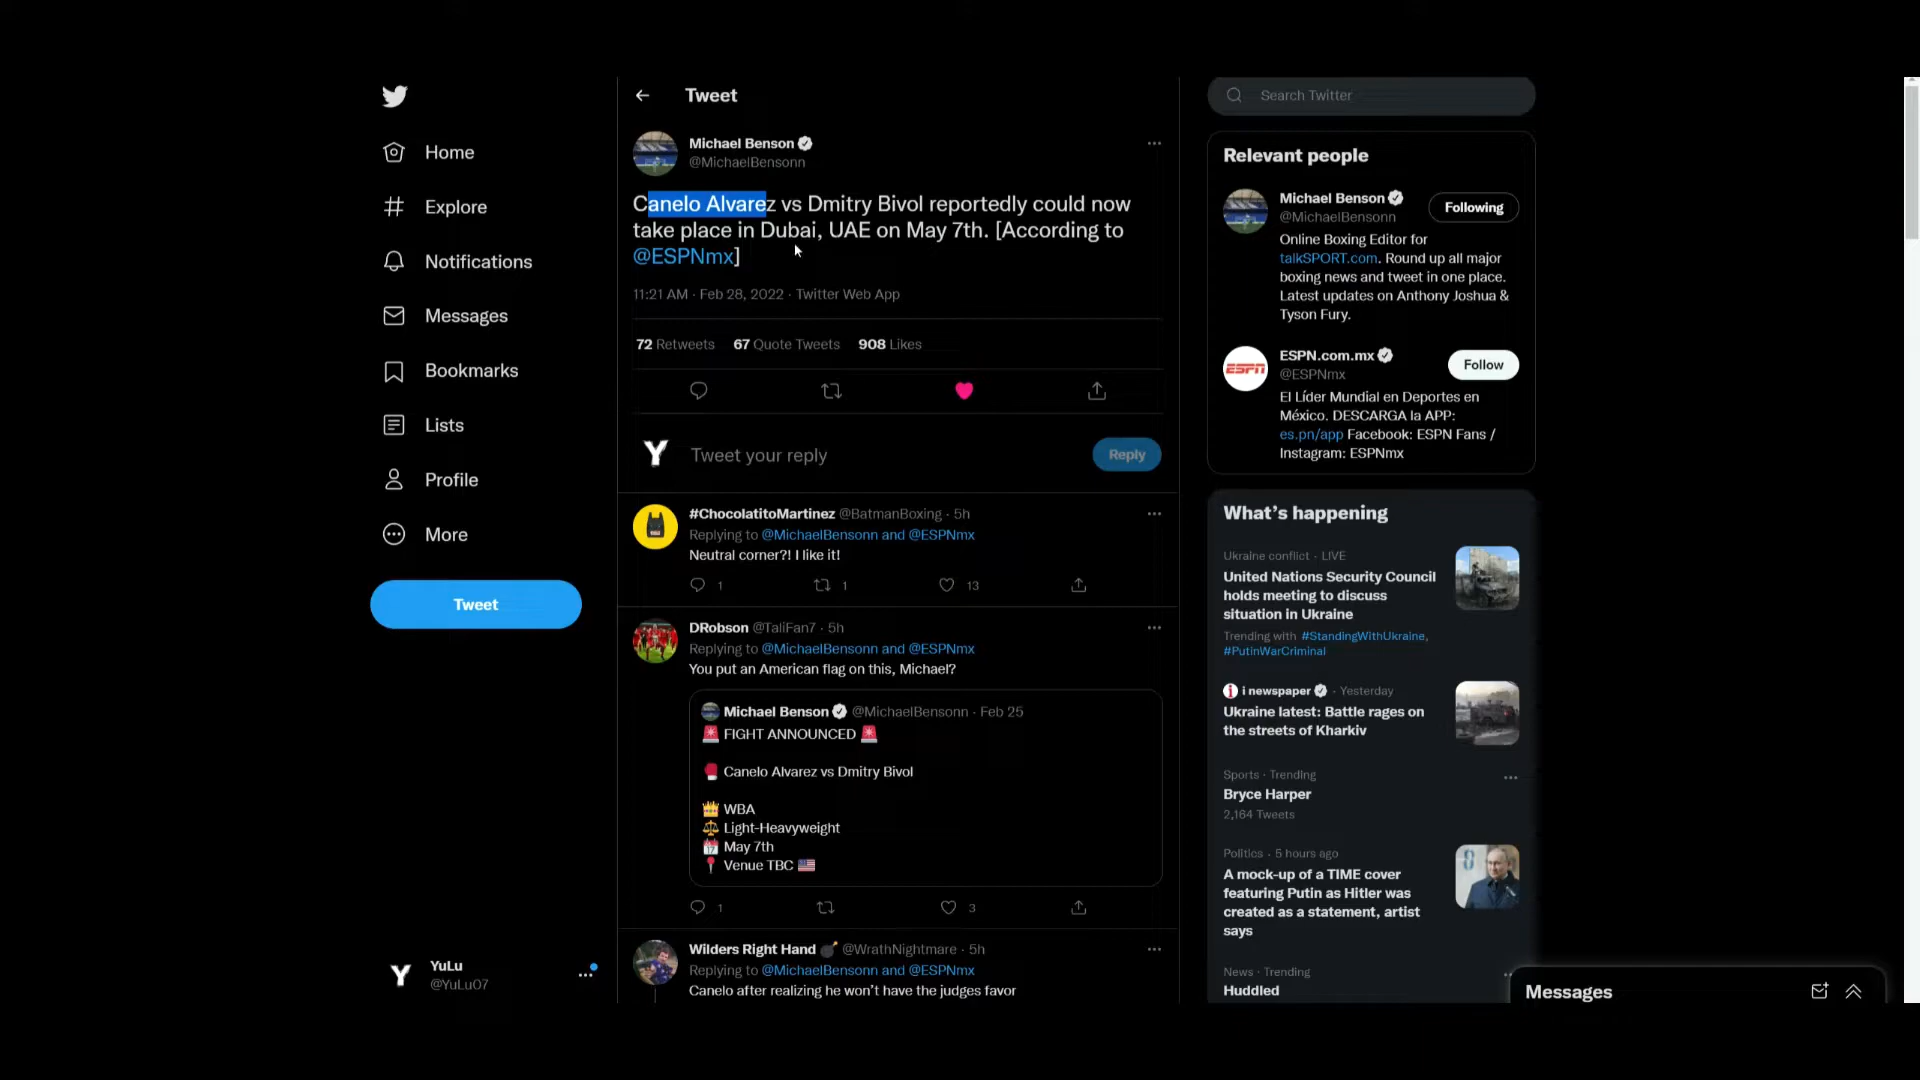 Home
Explore
Notifications
Messages
Bookmarks
Lists
Profile
More
Tweet
YuLu
@YuLu07
Tweet
Michael Benson
@MichaelBensonn
Canelo Alvarez vs Dmitry Bivol reportedly could now
take place in Dubai, UAE on May 7th. [According to
@ESPNmx]
11:21 AM · Feb 28, 2022 · Twitter Web App
72 Retweets 67 Quote Tweets 908 Likes
Y
Tweet your reply
Reply
#ChocolatitoMartinez @BatmanBoxing · 5h
Replying to @MichaelBensonn and @ESPNmx
Neutral corner?! I like it!
1 1 13
DRobson @TaliFan7 · 5h
Replying to @MichaelBensonn and @ESPNmx
You put an American flag on this, Michael?
Michael Benson @MichaelBensonn · Feb 25
🚨 FIGHT ANNOUNCED 🚨
🥊 Canelo Alvarez vs Dmitry Bivol
👑 WBA
⚖️ Light-Heavyweight
📅 May 7th
📍 Venue TBC 🇺🇸
1 3
Wilders Right Hand 💣 @WrathNightmare · 5h
Replying to @MichaelBensonn and @ESPNmx
Canelo after realizing he won't have the judges favor
Search Twitter
Relevant people
Michael Benson
@MichaelBensonn
Following
Online Boxing Editor for
talkSPORT.com. Round up all major
boxing news and tweet in one place.
Latest updates on Anthony Joshua &
Tyson Fury.
ESPN
ESPN.com.mx
@ESPNmx
Follow
El Líder Mundial en Deportes en
México. DESCARGA la APP:
es.pn/app Facebook: ESPN Fans /
Instagram: ESPNmx
What's happening
Ukraine conflict · LIVE
United Nations Security Council
holds meeting to discuss
situation in Ukraine
Trending with #StandingWithUkraine,
#PutinWarCriminal
i newspaper · Yesterday
Ukraine latest: Battle rages on
the streets of Kharkiv
Sports · Trending
Bryce Harper
2,164 Tweets
Politics · 5 hours ago
A mock-up of a TIME cover
featuring Putin as Hitler was
created as a statement, artist
says
News · Trending
Huddled
Messages